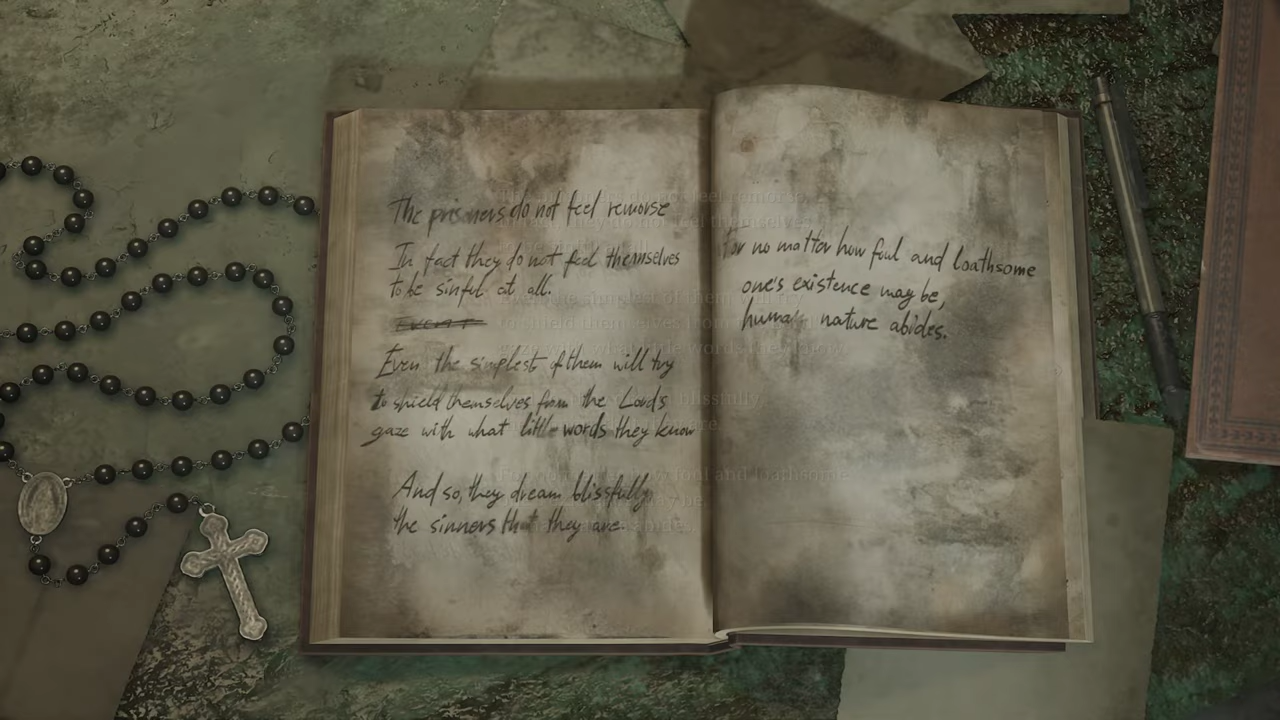 The prisoners do not feel remorse
In fact they do not feel themselves
to be sinful at all.
Even the simplest of them will try
to shield themselves from the Lord's
gaze with what little words they know
And so, they dream blissfully,
the sinners that they are.
For no matter how foul and loathsome
one's existence may be,
human nature abides.